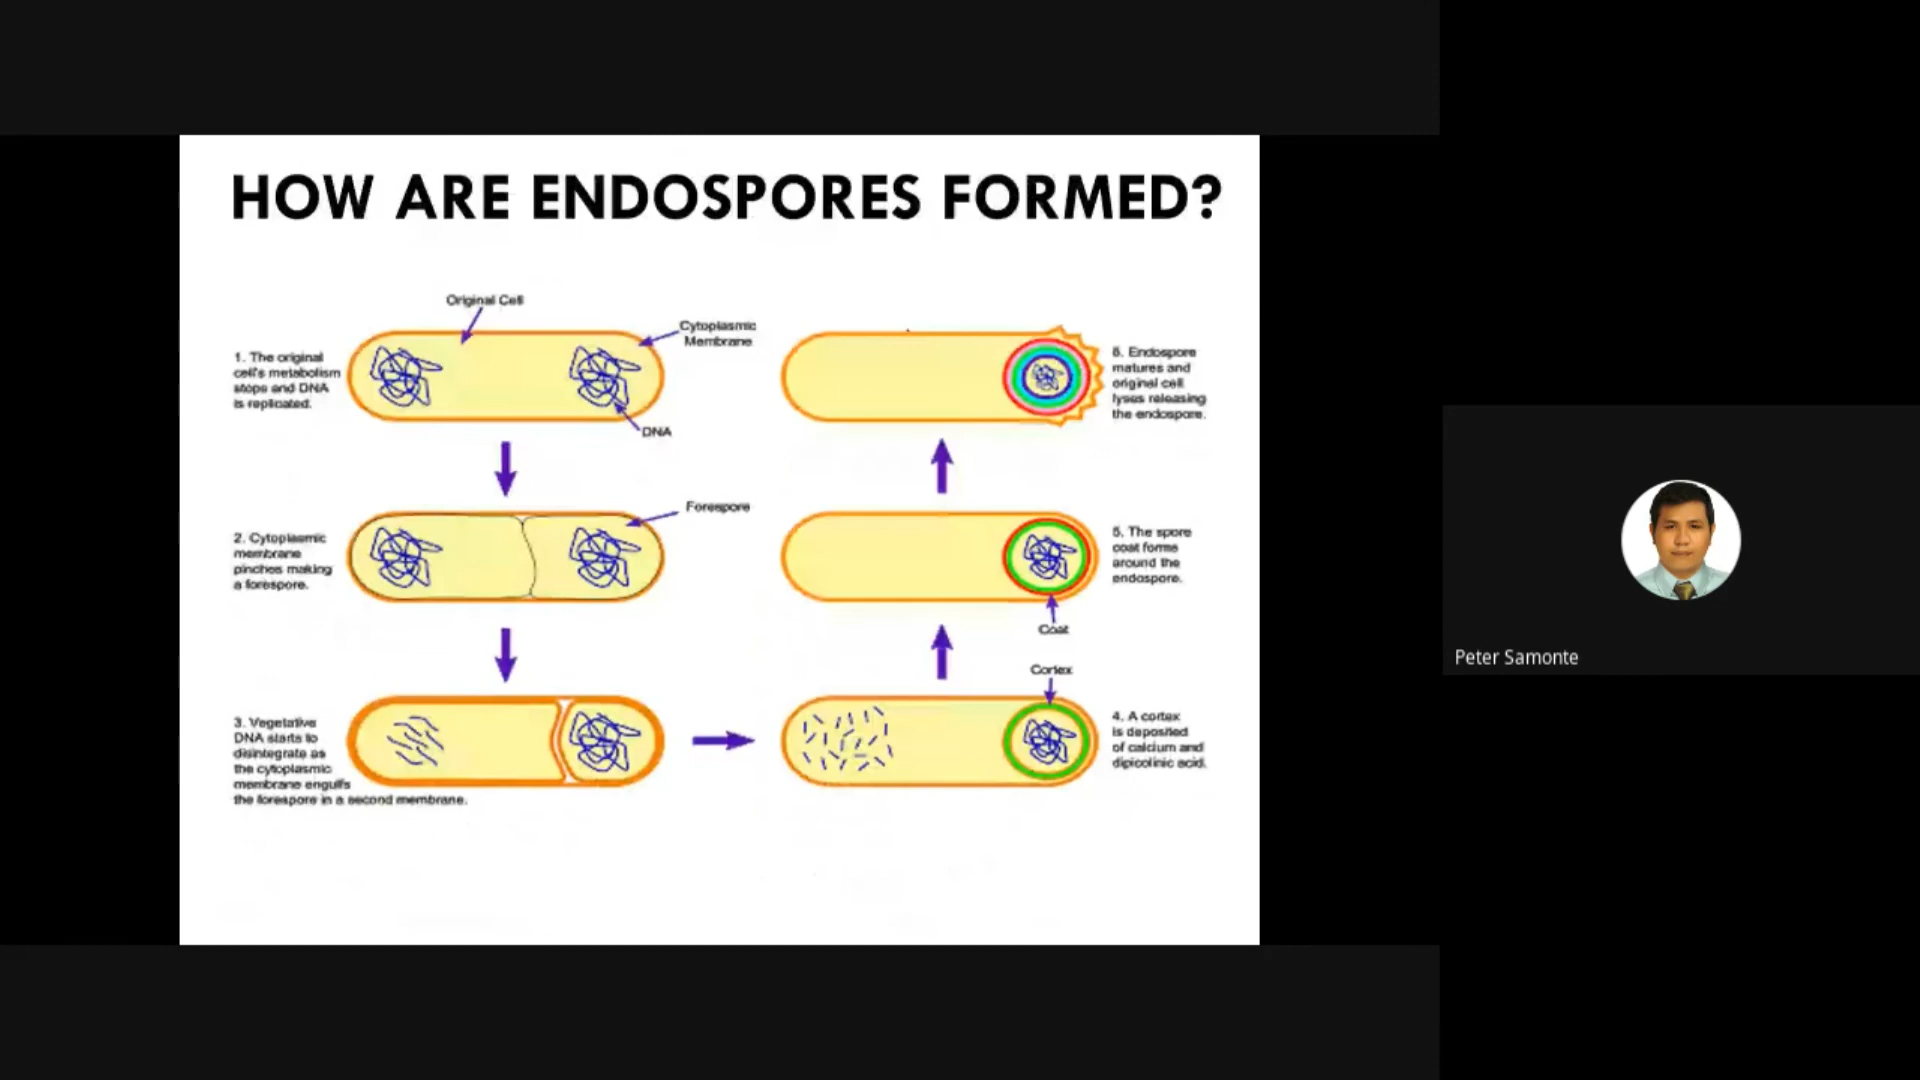 HOW ARE ENDOSPORES FORMED?
Original Cell
Cytoplasmic
Membrane
1. The original
cell's metabolism
stops and DNA
is replicated.
DNA
Forespore
2. Cytoplasmic
membrane
pinches making
a forespore.
3. Vegetative
DNA starts to
disintegrate as
the cytoplasmic
membrane engulfs
the forespore in a second membrane.
Cortex
4. A cortex
is deposited
of calcium and
dipicolinic acid.
5. The spore
coat forms
around the
endospore.
Coat
6. Endospore
matures and
original cell
lyses releasing
the endospore.
Peter Samonte